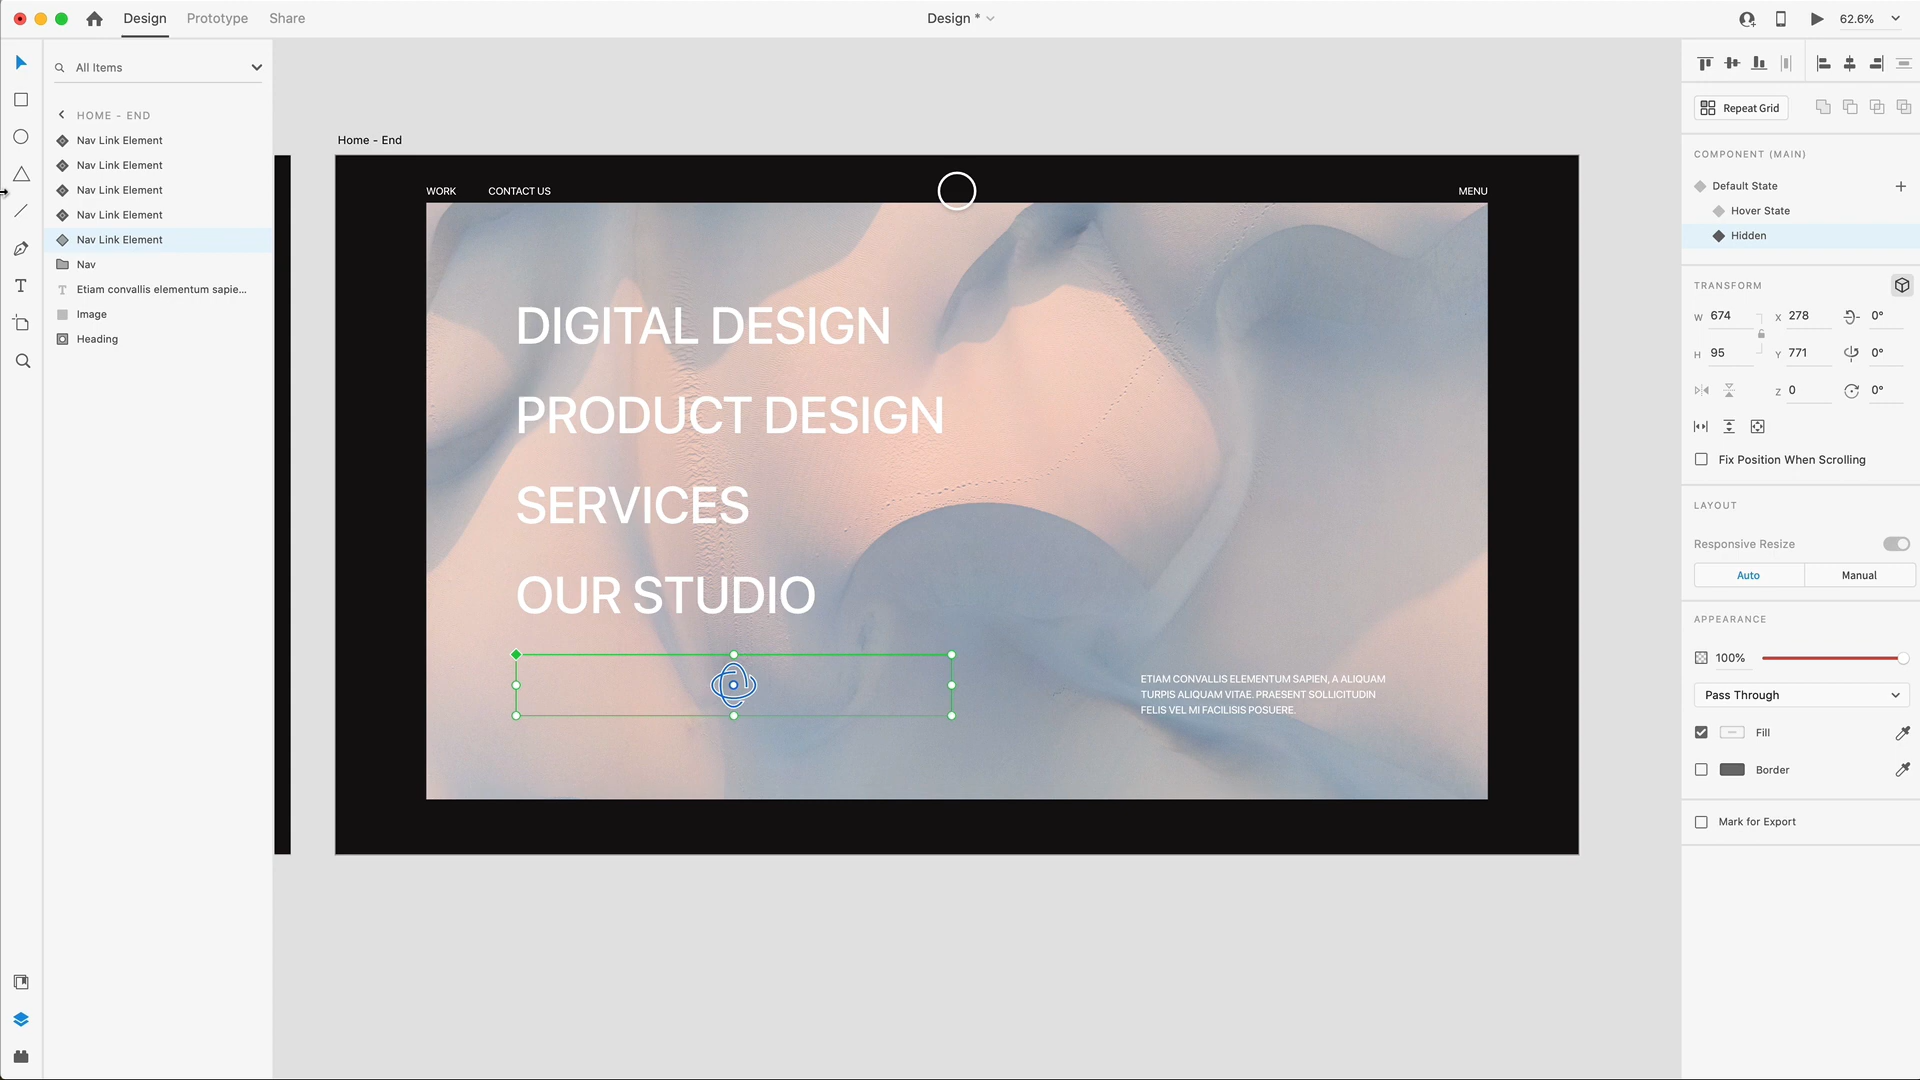 Design
Prototype
Share
Design *
62.6%
All Items
HOME - END
Nav Link Element
Nav Link Element
Nav Link Element
Nav Link Element
Nav Link Element
Nav
Etiam convallis elementum sapie...
Image
Heading
Home - End
WORK
CONTACT US
MENU
DIGITAL DESIGN
PRODUCT DESIGN
SERVICES
OUR STUDIO
ETIAM CONVALLIS ELEMENTUM SAPIEN, A ALIQUAM
TURPIS ALIQUAM VITAE. PRAESENT SOLLICITUDIN
FELIS VEL MI FACILISIS POSUERE.
Repeat Grid
COMPONENT (MAIN)
Default State
Hover State
Hidden
TRANSFORM
W 674 X 278 0°
H 95 Y 771 0°
Z 0 0°
Fix Position When Scrolling
LAYOUT
Responsive Resize
Auto
Manual
APPEARANCE
100%
Pass Through
Fill
Border
Mark for Export